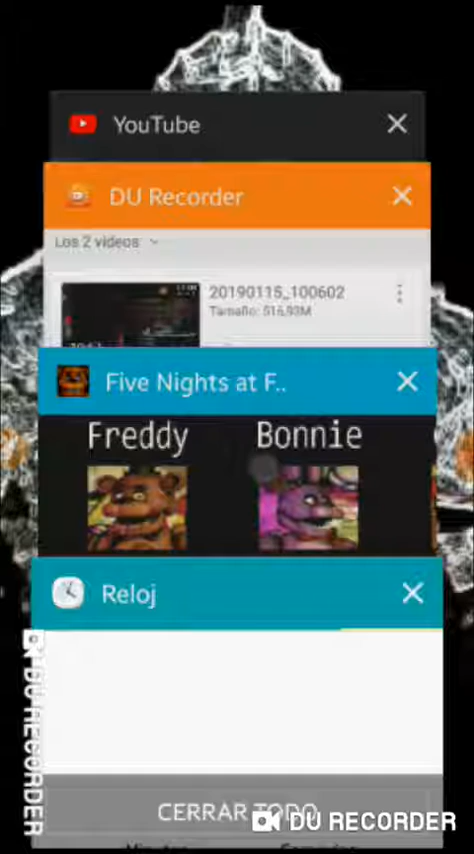 YouTube
DU Recorder
Los 2 videos
20190115_100602
Tamaño: 516,93M
Five Nights at F..
Freddy
Bonnie
Reloj
CERRAR TODO
DU RECORDER
DU RECORDER